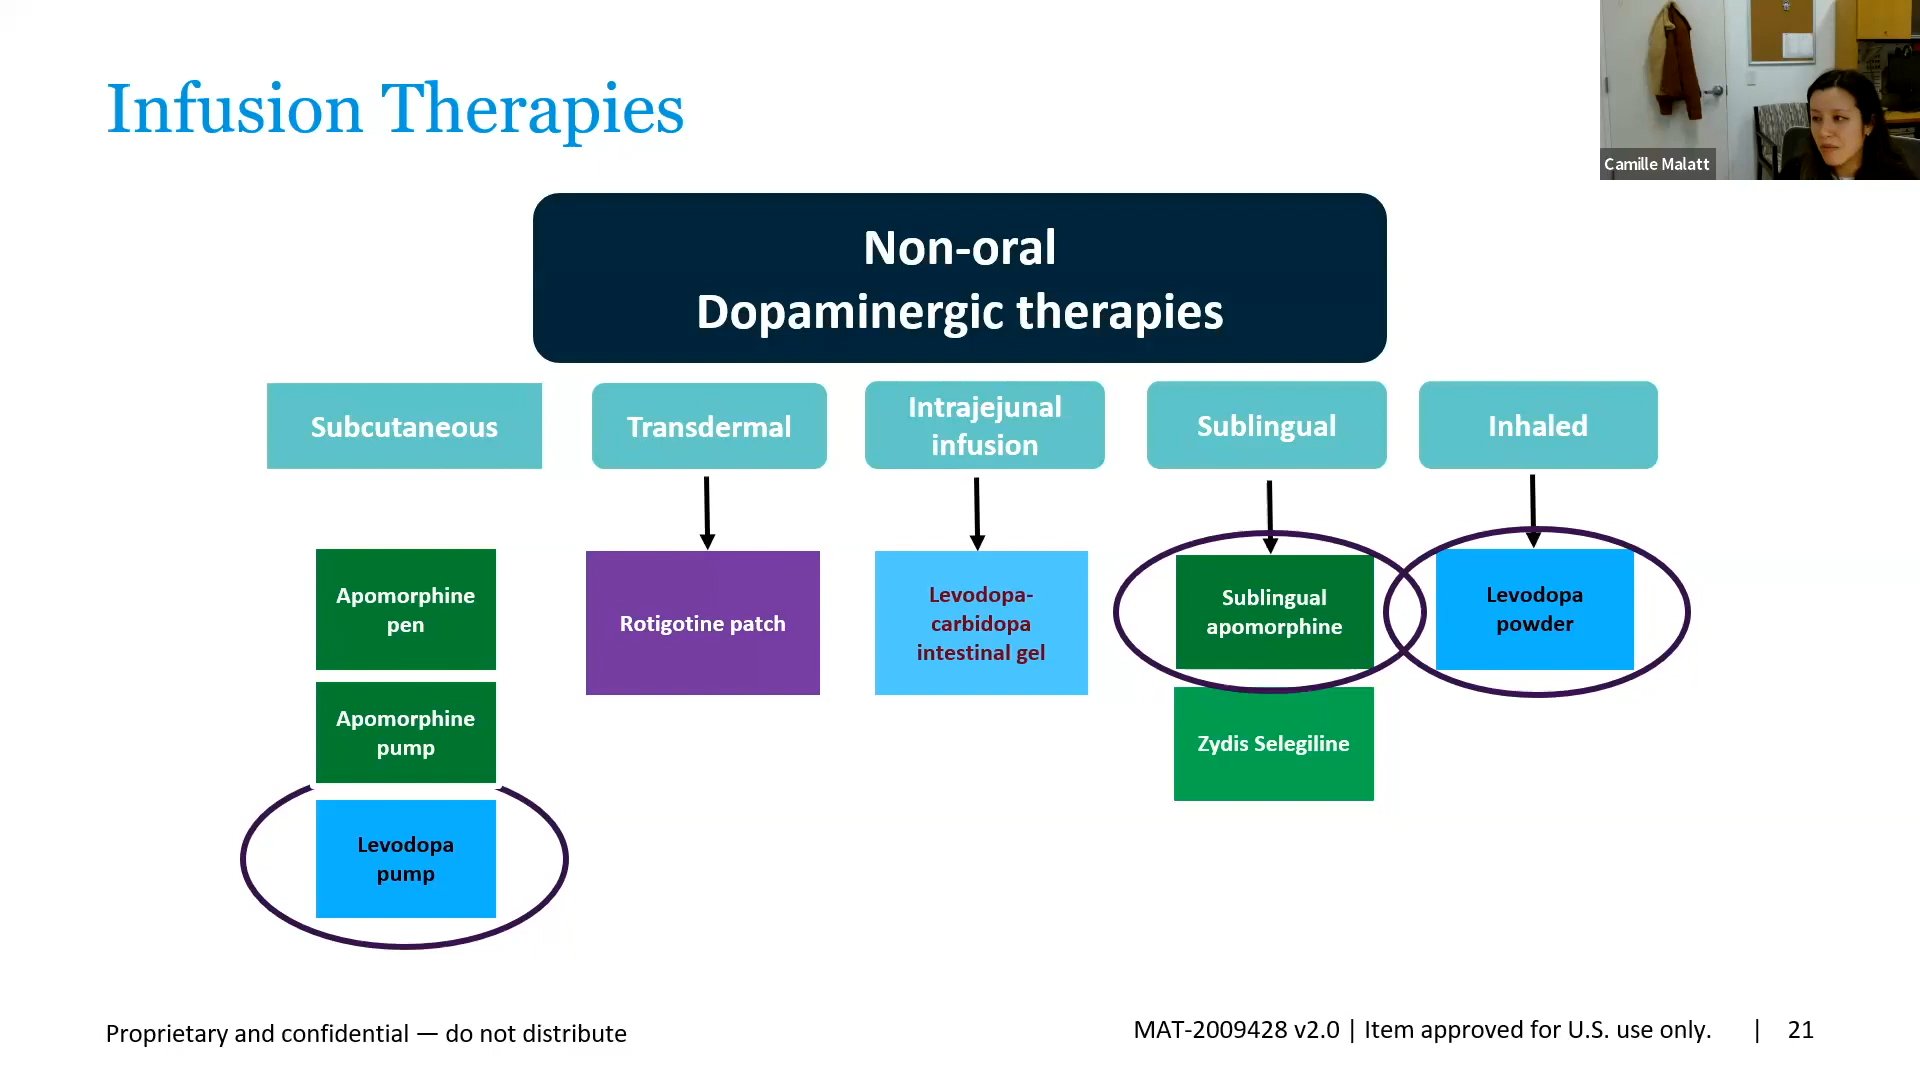 Infusion Therapies
Camille Malatt
Non-oral
Dopaminergic therapies
Subcutaneous
Transdermal
Intrajejunal
infusion
Sublingual
Inhaled
Apomorphine
pen
Apomorphine
pump
Levodopa
pump
Rotigotine patch
Levodopa-
carbidopa
intestinal gel
Sublingual
apomorphine
Zydis Selegiline
Levodopa
powder
Proprietary and confidential — do not distribute
MAT-2009428 v2.0 | Item approved for U.S. use only. | 21